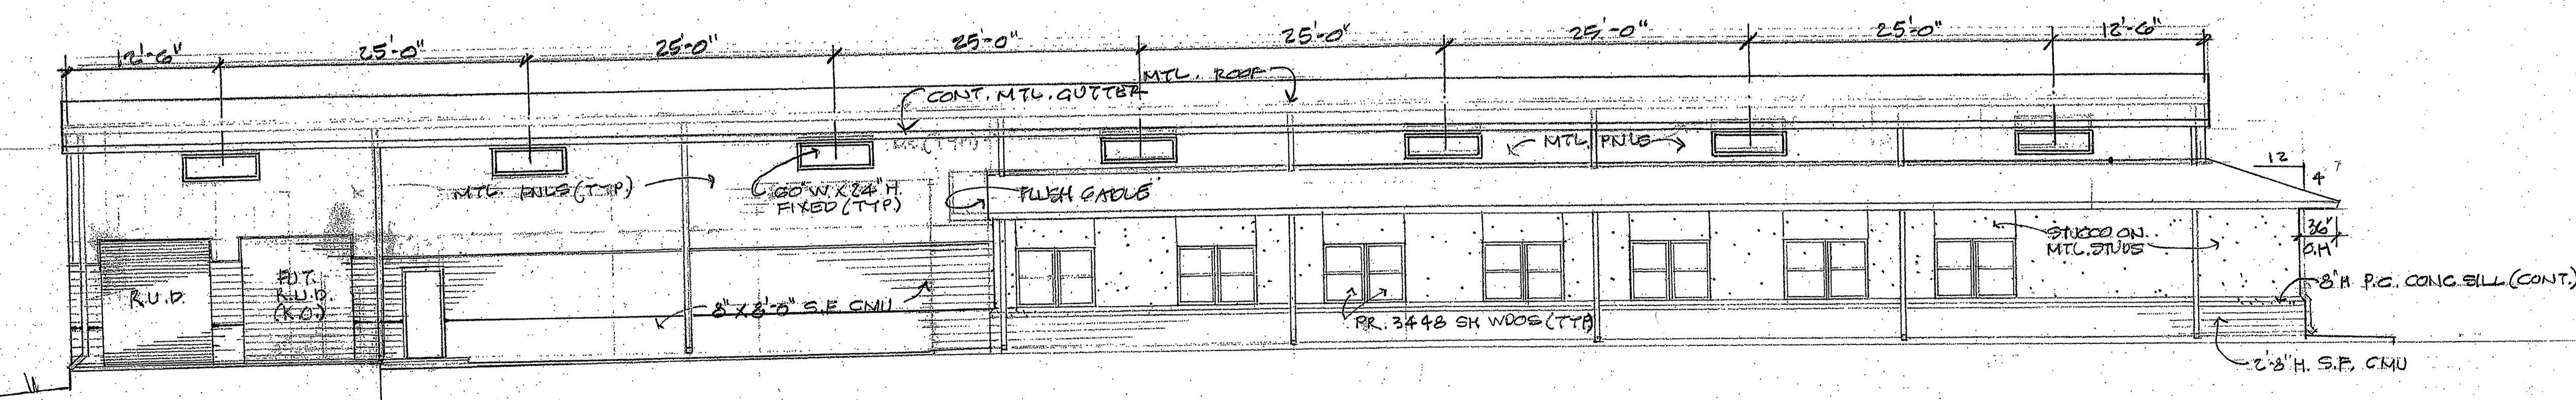 12'-6" 25'-0" 25'-0" 25'-0" 25'-0" 25'-0" 25'-0" 12'-6"
MTL. ROOF
CONT. MTL. GUTTER
MTL. PNLS
12
4
MTL. PNLS (TYP)
60"W. X 24"H.
FIXED (TYP.)
FLUSH GABLE
STUCCO ON
MTL. STUDS
36"
O.H
R.U.D.
FUT.
R.U.D.
(K.O.)
8" X 8'-0" S.F. CMU
PR. 3448 SH WDOS (TYP)
8"H P.C. CONC. SILL (CONT.)
2'-8"H. S.F. CMU